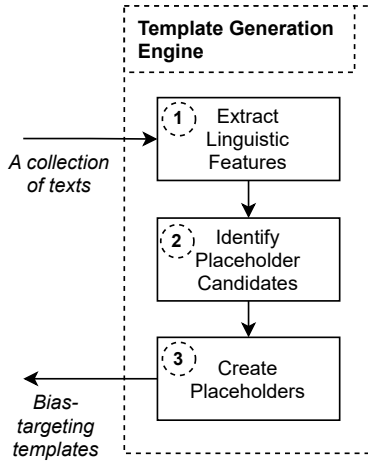 Template Generation
Engine
1
Extract
Linguistic
Features
A collection
of texts
2
Identify
Placeholder
Candidates
3
Create
Placeholders
Bias-
targeting
templates